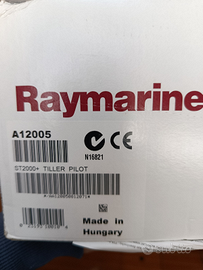 Raymarine
A12005
N16821
ST2000+ TILLER PILOT
Made in
Hungary